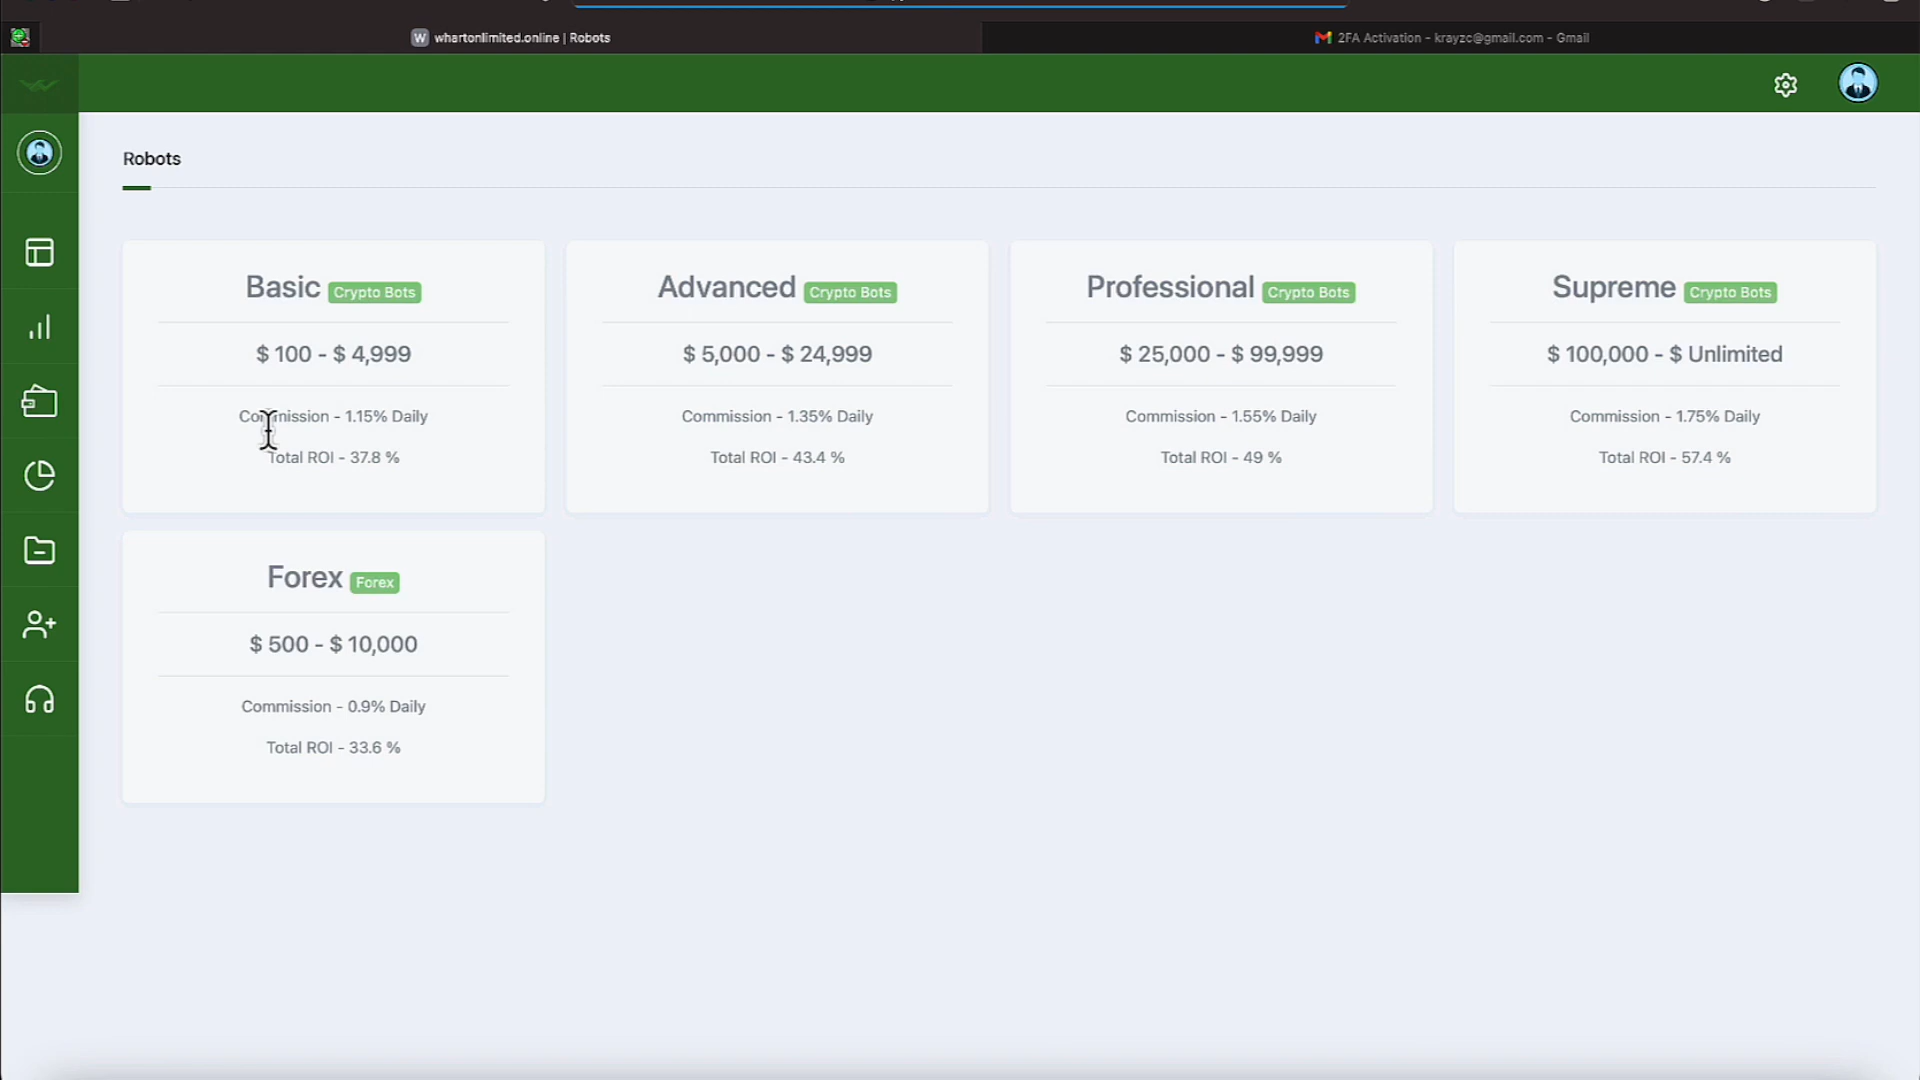 whartonlimited.online | Robots
2FA Activation - krayzc@gmail.com - Gmail
Robots
Basic Crypto Bots
$ 100 - $ 4,999
Commission - 1.15% Daily
Total ROI - 37.8 %
Advanced Crypto Bots
$ 5,000 - $ 24,999
Commission - 1.35% Daily
Total ROI - 43.4 %
Professional Crypto Bots
$ 25,000 - $ 99,999
Commission - 1.55% Daily
Total ROI - 49 %
Supreme Crypto Bots
$ 100,000 - $ Unlimited
Commission - 1.75% Daily
Total ROI - 57.4 %
Forex Forex
$ 500 - $ 10,000
Commission - 0.9% Daily
Total ROI - 33.6 %